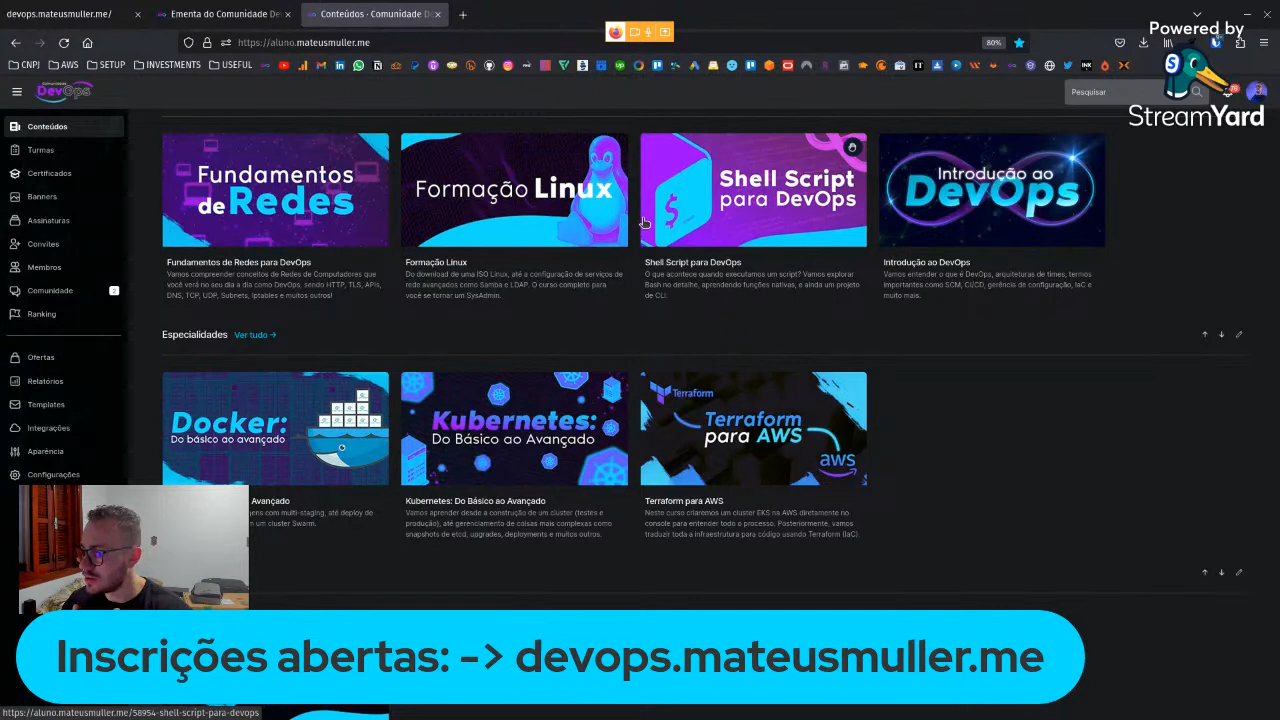 devops.mateusmuller.me/
Ementa do Comunidade De
Conteúdos · Comunidade D
https://aluno.mateusmuller.me
80%
CNPJ
AWS
SETUP
INVESTMENTS
USEFUL
Powered by
StreamYard
DevOps
Pesquisar
Conteúdos
Turmas
Certificados
Banners
Assinaturas
Convites
Membros
Comunidade
2
Ranking
Ofertas
Relatórios
Templates
Integrações
Aparência
Configurações
Fundamentos
de Redes
Formação Linux
Shell Script
para DevOps
Introdução ao
DevOps
Fundamentos de Redes para DevOps
Vamos compreender conceitos de Redes de Computadores que
você verá no seu dia a dia como DevOps, sendo HTTP, TLS, APIs,
DNS, TCP, UDP, Subnets, Iptables e muitos outros!
Formação Linux
Do download de uma ISO Linux, até a configuração de serviços de
rede avançados como Samba e LDAP. O curso completo para
você se tornar um SysAdmin.
Shell Script para DevOps
O que acontece quando executamos um script? Vamos explorar
Bash no detalhe, aprendendo funções nativas, e ainda um projeto
de CLI.
Introdução ao DevOps
Vamos entender o que é DevOps, arquiteturas de times, termos
importantes como SCM, CI/CD, gerência de configuração, IaC e
muito mais.
Especialidades
Ver tudo →
Docker:
Do básico ao avançado
Kubernetes:
Do Básico ao Avançado
Terraform
Terraform
para AWS
aws
Avançado
gens com multi-staging, até deploy de
m um cluster Swarm.
Kubernetes: Do Básico ao Avançado
Vamos aprender desde a construção de um cluster (testes e
produção), até gerenciamento de coisas mais complexas como
snapshots de etcd, upgrades, deployments e muitos outros.
Terraform para AWS
Neste curso criaremos um cluster EKS na AWS diretamente no
console para entender todo o processo. Posteriormente, vamos
traduzir toda a infraestrutura para código usando Terraform (IaC).
Inscrições abertas: -> devops.mateusmuller.me
https://aluno.mateusmuller.me/58954-shell-script-para-devops